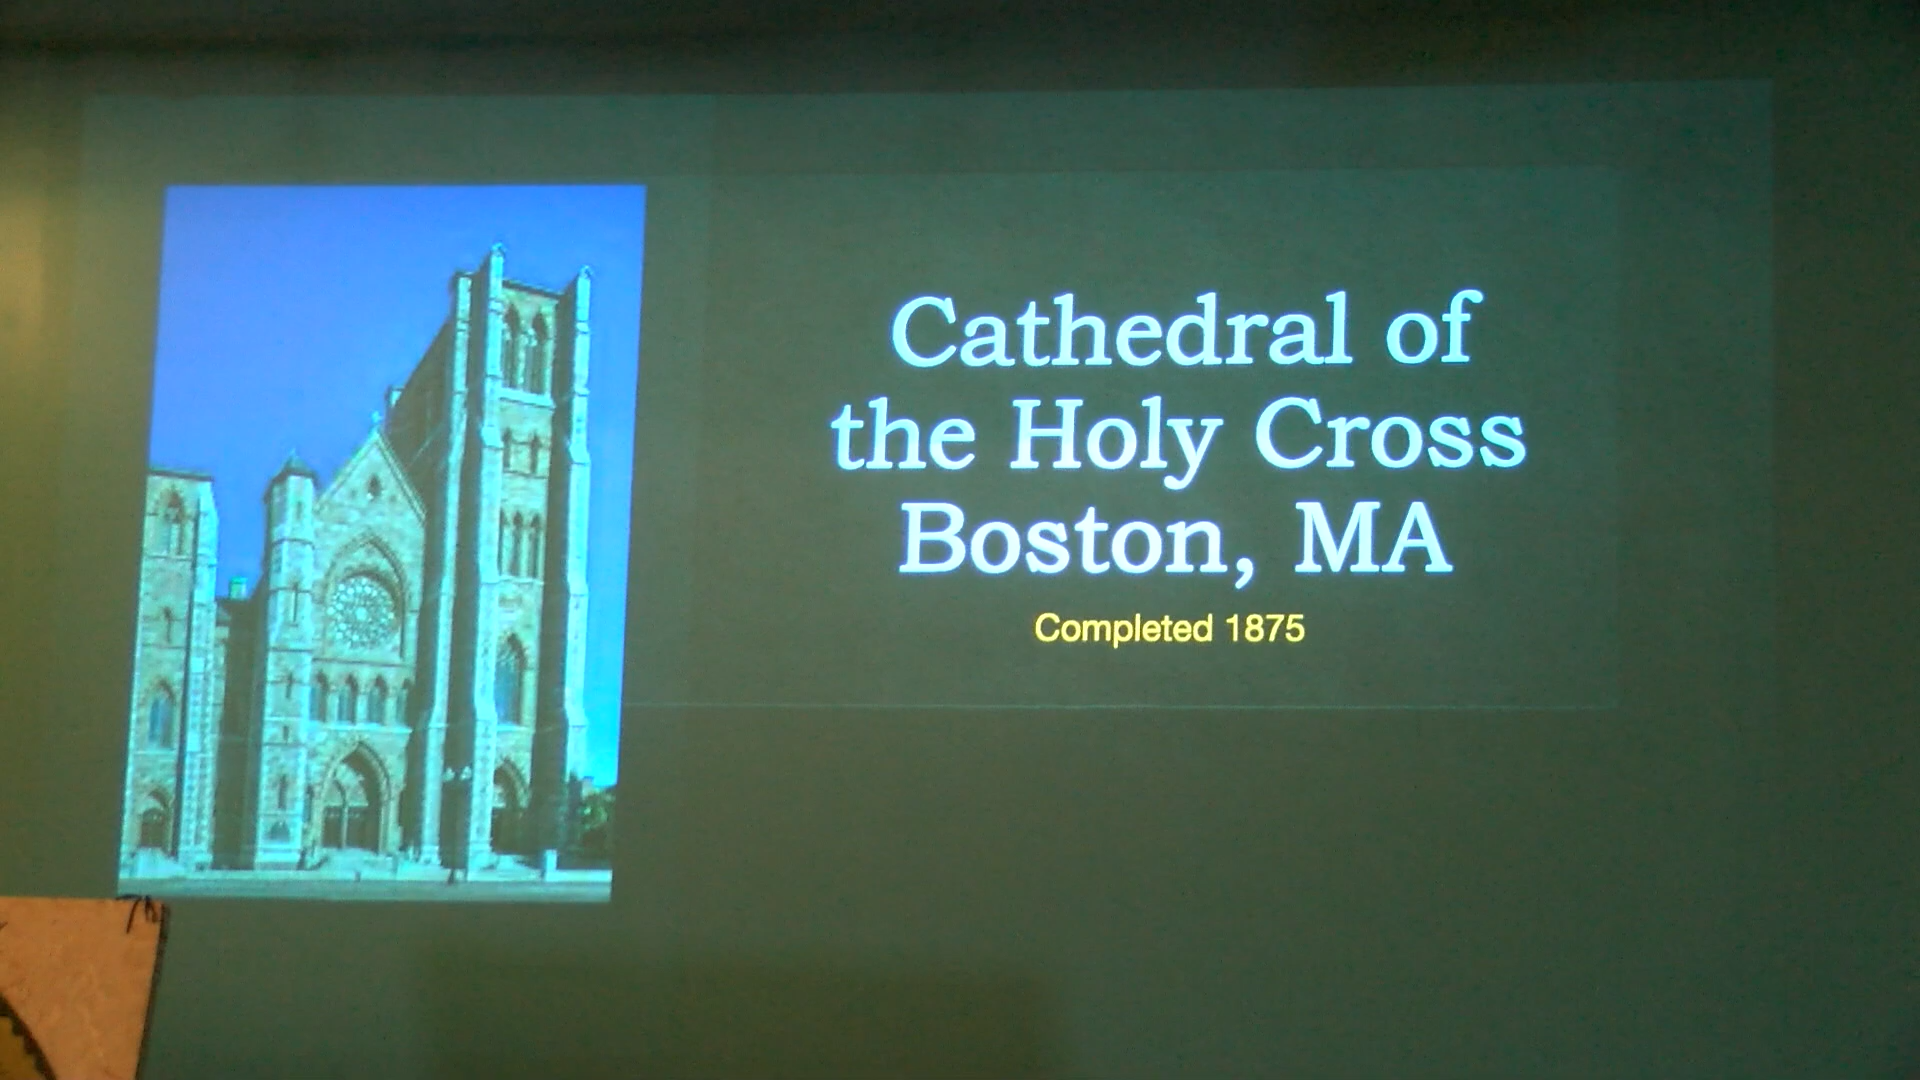 Cathedral of
the Holy Cross
Boston, MA
Completed 1875